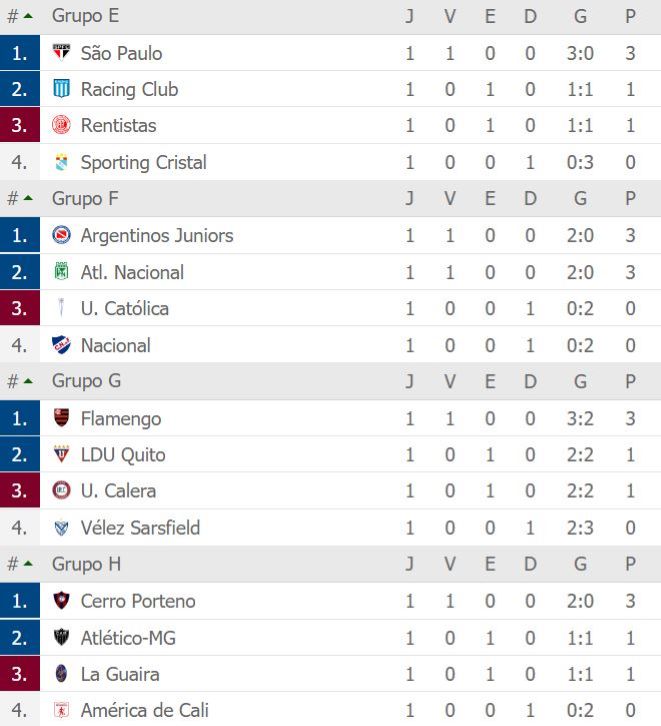 # Grupo E J V E D G P
1. São Paulo 1 1 0 0 3:0 3
2. Racing Club 1 0 1 0 1:1 1
3. Rentistas 1 0 1 0 1:1 1
4. Sporting Cristal 1 0 0 1 0:3 0
# Grupo F J V E D G P
1. Argentinos Juniors 1 1 0 0 2:0 3
2. Atl. Nacional 1 1 0 0 2:0 3
3. U. Católica 1 0 0 1 0:2 0
4. Nacional 1 0 0 1 0:2 0
# Grupo G J V E D G P
1. Flamengo 1 1 0 0 3:2 3
2. LDU Quito 1 0 1 0 2:2 1
3. U. Calera 1 0 1 0 2:2 1
4. Vélez Sarsfield 1 0 0 1 2:3 0
# Grupo H J V E D G P
1. Cerro Porteno 1 1 0 0 2:0 3
2. Atlético-MG 1 0 1 0 1:1 1
3. La Guaira 1 0 1 0 1:1 1
4. América de Cali 1 0 0 1 0:2 0